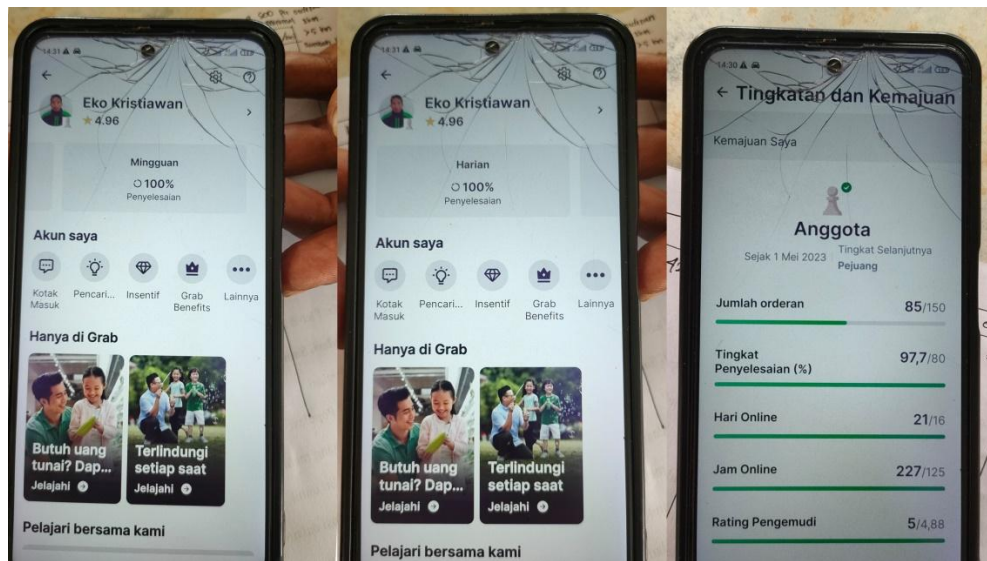 14:31
Eko Kristiawan
4.96
Mingguan
100%
Penyelesaian
Akun saya
Kotak Masuk
Pencari...
Insentif
Grab Benefits
Lainnya
Hanya di Grab
Butuh uang tunai? Dap...
Jelajahi
Terlindungi setiap saat
Jelajahi
Pelajari bersama kami
14:31
Eko Kristiawan
4.96
Harian
100%
Penyelesaian
Akun saya
Kotak Masuk
Pencari...
Insentif
Grab Benefits
Lainnya
Hanya di Grab
Butuh uang tunai? Dap...
Jelajahi
Terlindungi setiap saat
Jelajahi
Pelajari bersama kami
14:30
Tingkatan dan Kemajuan
Kemajuan Saya
Anggota
Sejak 1 Mei 2023
Tingkat Selanjutnya
Pejuang
Jumlah orderan
85/150
Tingkat
Penyelesaian (%)
97,7/80
Hari Online
21/16
Jam Online
227/125
Rating Pengemudi
5/4,88